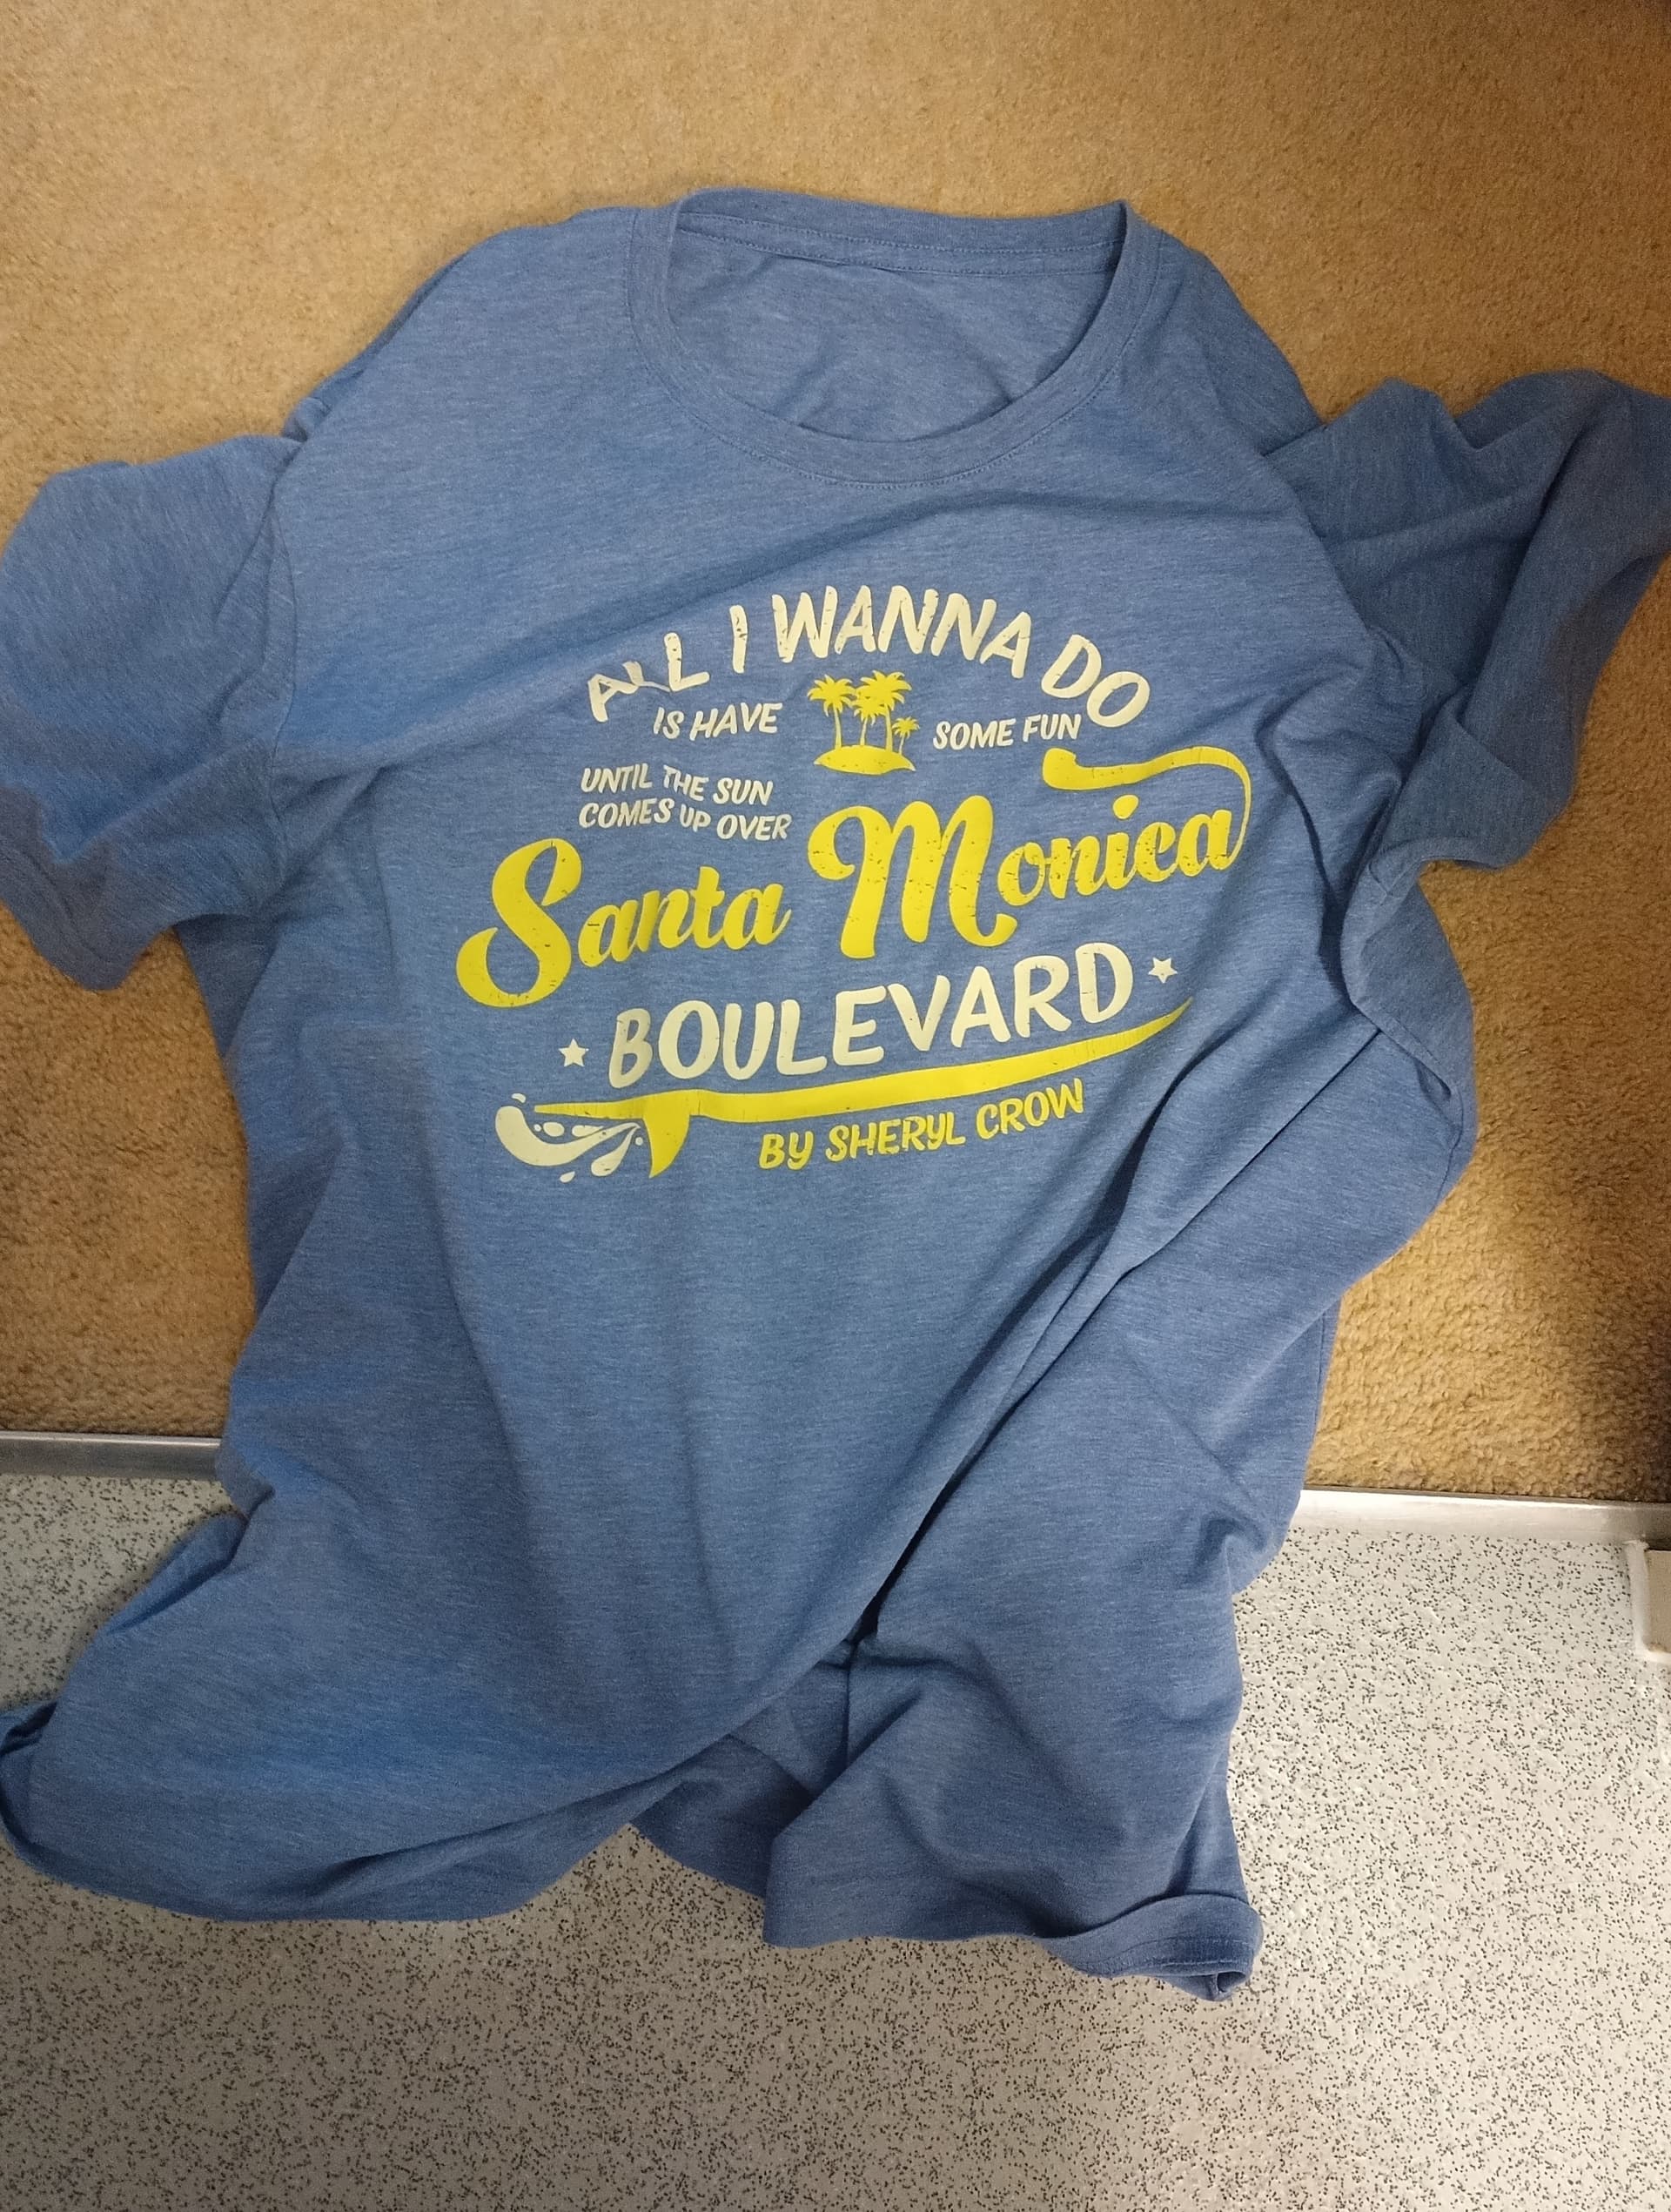 ALL I WANNA DO
IS HAVE SOME FUN
UNTIL THE SUN
COMES UP OVER
Santa Monica
BOULEVARD
BY SHERYL CROW